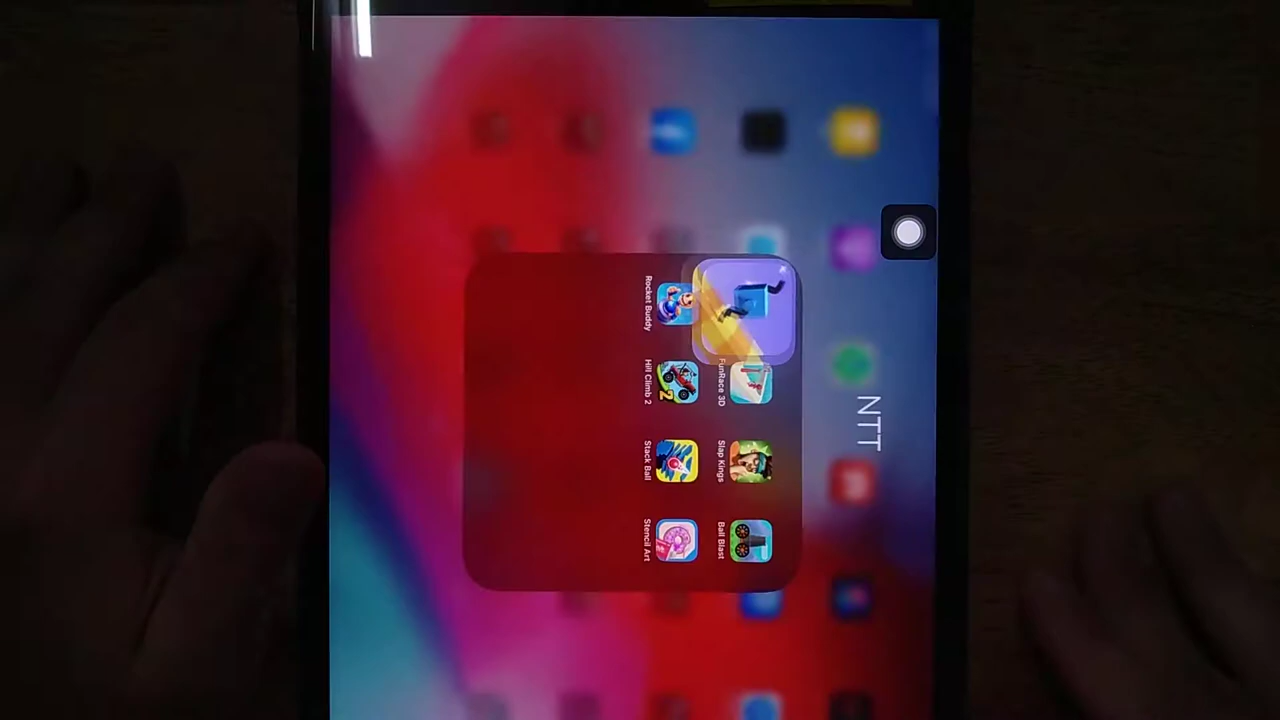 NTT
FunRace 3D
Slap Kings
Ball Blast
Rocket Buddy
Hill Climb 2
Stack Ball
Stencil Art